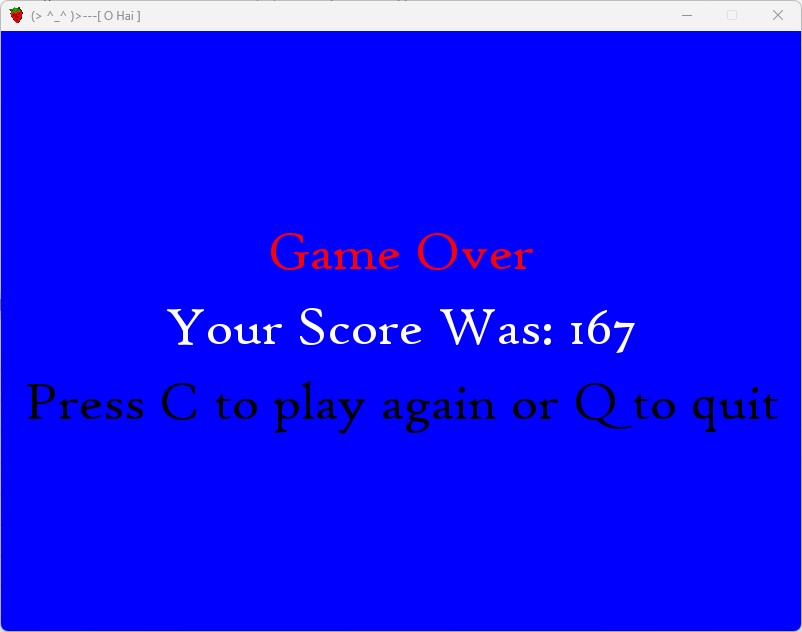 (> ^_^ )>---[ O Hai ]
Game Over
Your Score Was: 167
Press C to play again or Q to quit